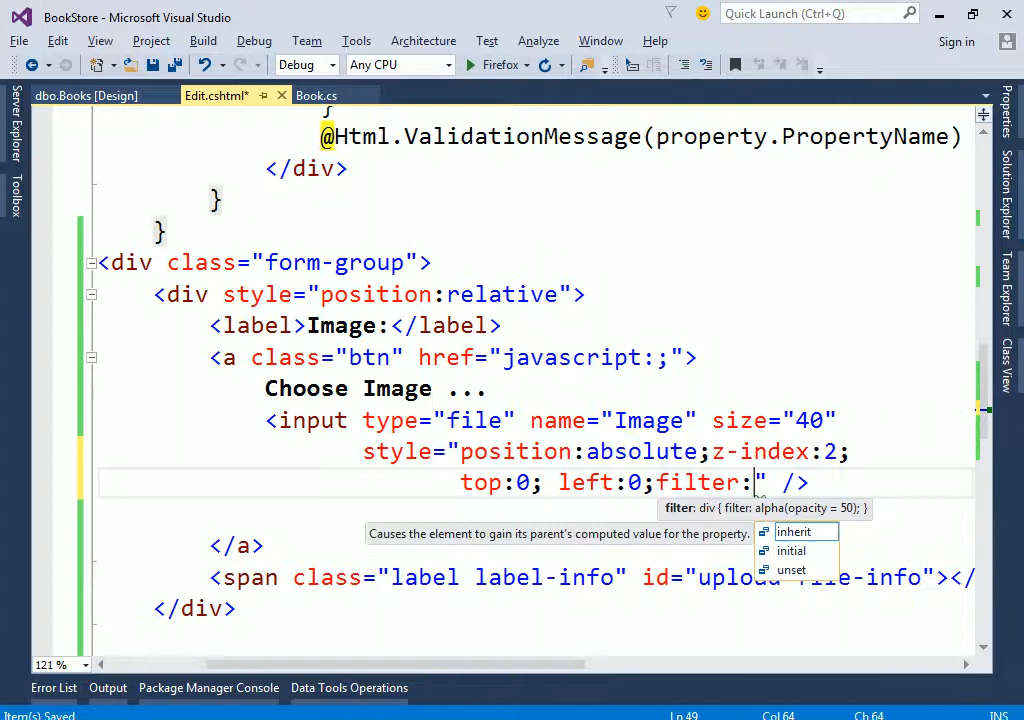 BookStore - Microsoft Visual Studio
Quick Launch (Ctrl+Q)
File Edit View Project Build Debug Team Tools Architecture Test Analyze Window Help
Sign in
Debug Any CPU Firefox
dbo.Books [Design] Edit.cshtml* Book.cs
Server Explorer
Toolbox
Properties
Solution Explorer
Team Explorer
Class View
}
@Html.ValidationMessage(property.PropertyName)
</div>
}
}
<div class="form-group">
<div style="position:relative">
<label>Image:</label>
<a class="btn" href="javascript:;">
Choose Image ...
<input type="file" name="Image" size="40"
style="position:absolute;z-index:2;
top:0; left:0;filter:" />
filter: div { filter: alpha(opacity = 50); }
Causes the element to gain its parent's computed value for the property.
inherit
initial
unset
</a>
<span class="label label-info" id="upload-file-info"></
</div>
121 %
Error List Output Package Manager Console Data Tools Operations
Item(s) Saved Ln 49 Col 64 Ch 64 INS